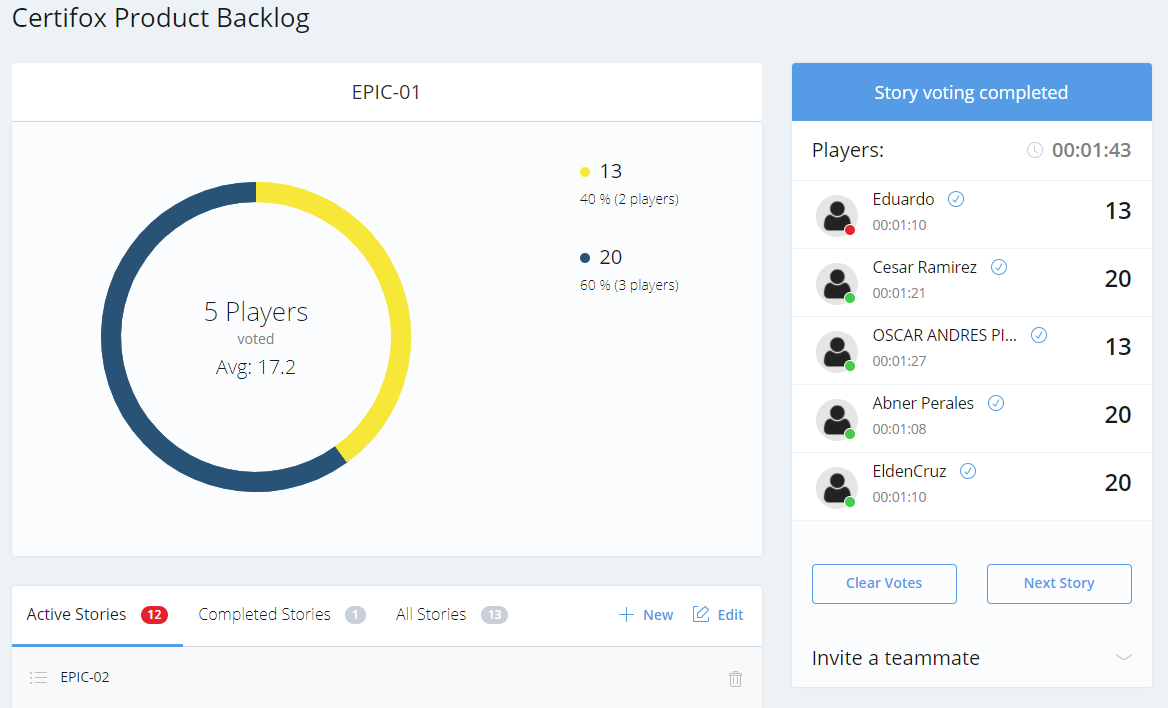 Certifox Product Backlog
EPIC-01
13
40 % (2 players)
20
60 % (3 players)
5 Players
voted
Avg: 17.2
Active Stories 12 Completed Stories 1 All Stories 13 New Edit
EPIC-02
Story voting completed
Players: 00:01:43
Eduardo
00:01:10
13
Cesar Ramirez
00:01:21
20
OSCAR ANDRES PI...
00:01:27
13
Abner Perales
00:01:08
20
EldenCruz
00:01:10
20
Clear Votes Next Story
Invite a teammate